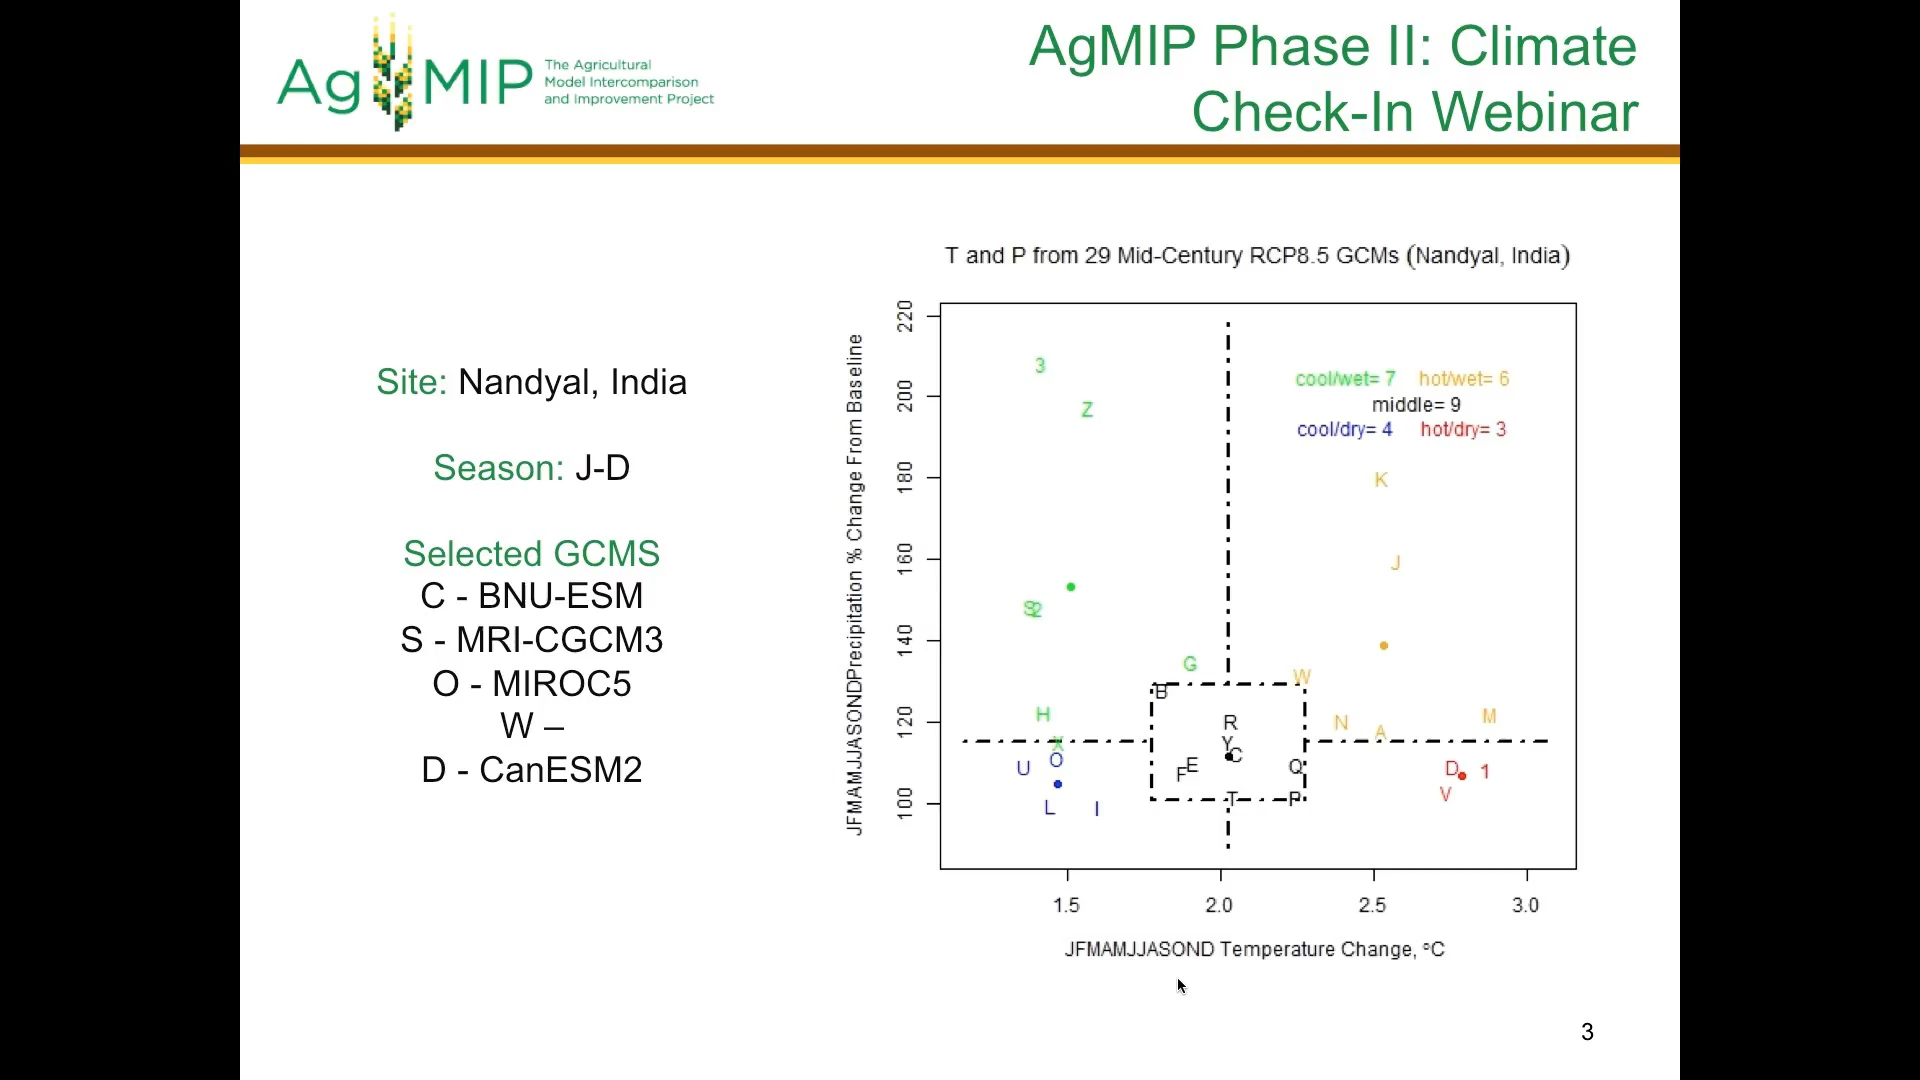 AgMIP
The Agricultural
Model Intercomparison
and Improvement Project
AgMIP Phase II: Climate
Check-In Webinar
Site: Nandyal, India
Season: J-D
Selected GCMS
C - BNU-ESM
S - MRI-CGCM3
O - MIROC5
W –
D - CanESM2
T and P from 29 Mid-Century RCP8.5 GCMs (Nandyal, India)
JFMAMJJASONDPrecipitation % Change From Baseline
220
200
180
160
140
120
100
cool/wet= 7 hot/wet= 6
middle= 9
cool/dry= 4 hot/dry= 3
3
Z
K
J
S2
G
W
B
H
R
N
M
A
X
Y
C
O
U
E
F
Q
D
1
V
L
I
T
P
1.5 2.0 2.5 3.0
JFMAMJJASOND Temperature Change, °C
3